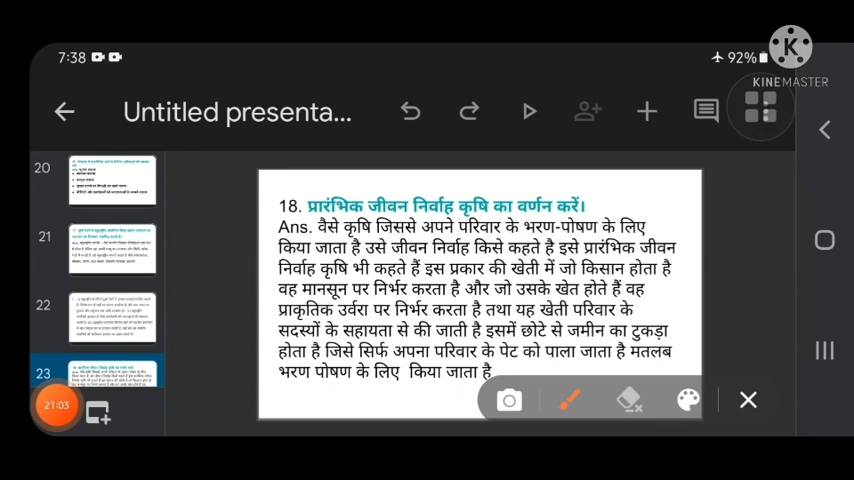 7:38
92%
K
KINEMASTER
Untitled presenta...
20
21
22
23
21:03
18. प्रारंभिक जीवन निर्वाह कृषि का वर्णन करें।
Ans. वैसे कृषि जिससे अपने परिवार के भरण-पोषण के लिए
किया जाता है उसे जीवन निर्वाह किसे कहते है इसे प्रारंभिक जीवन
निर्वाह कृषि भी कहते हैं इस प्रकार की खेती में जो किसान होता है
वह मानसून पर निर्भर करता है और जो उसके खेत होते हैं वह
प्राकृतिक उर्वरा पर निर्भर करता है तथा यह खेती परिवार के
सदस्यों के सहायता से की जाती है इसमें छोटे से जमीन का टुकड़ा
होता है जिसे सिर्फ अपना परिवार के पेट को पाला जाता है मतलब
भरण पोषण के लिए किया जाता है